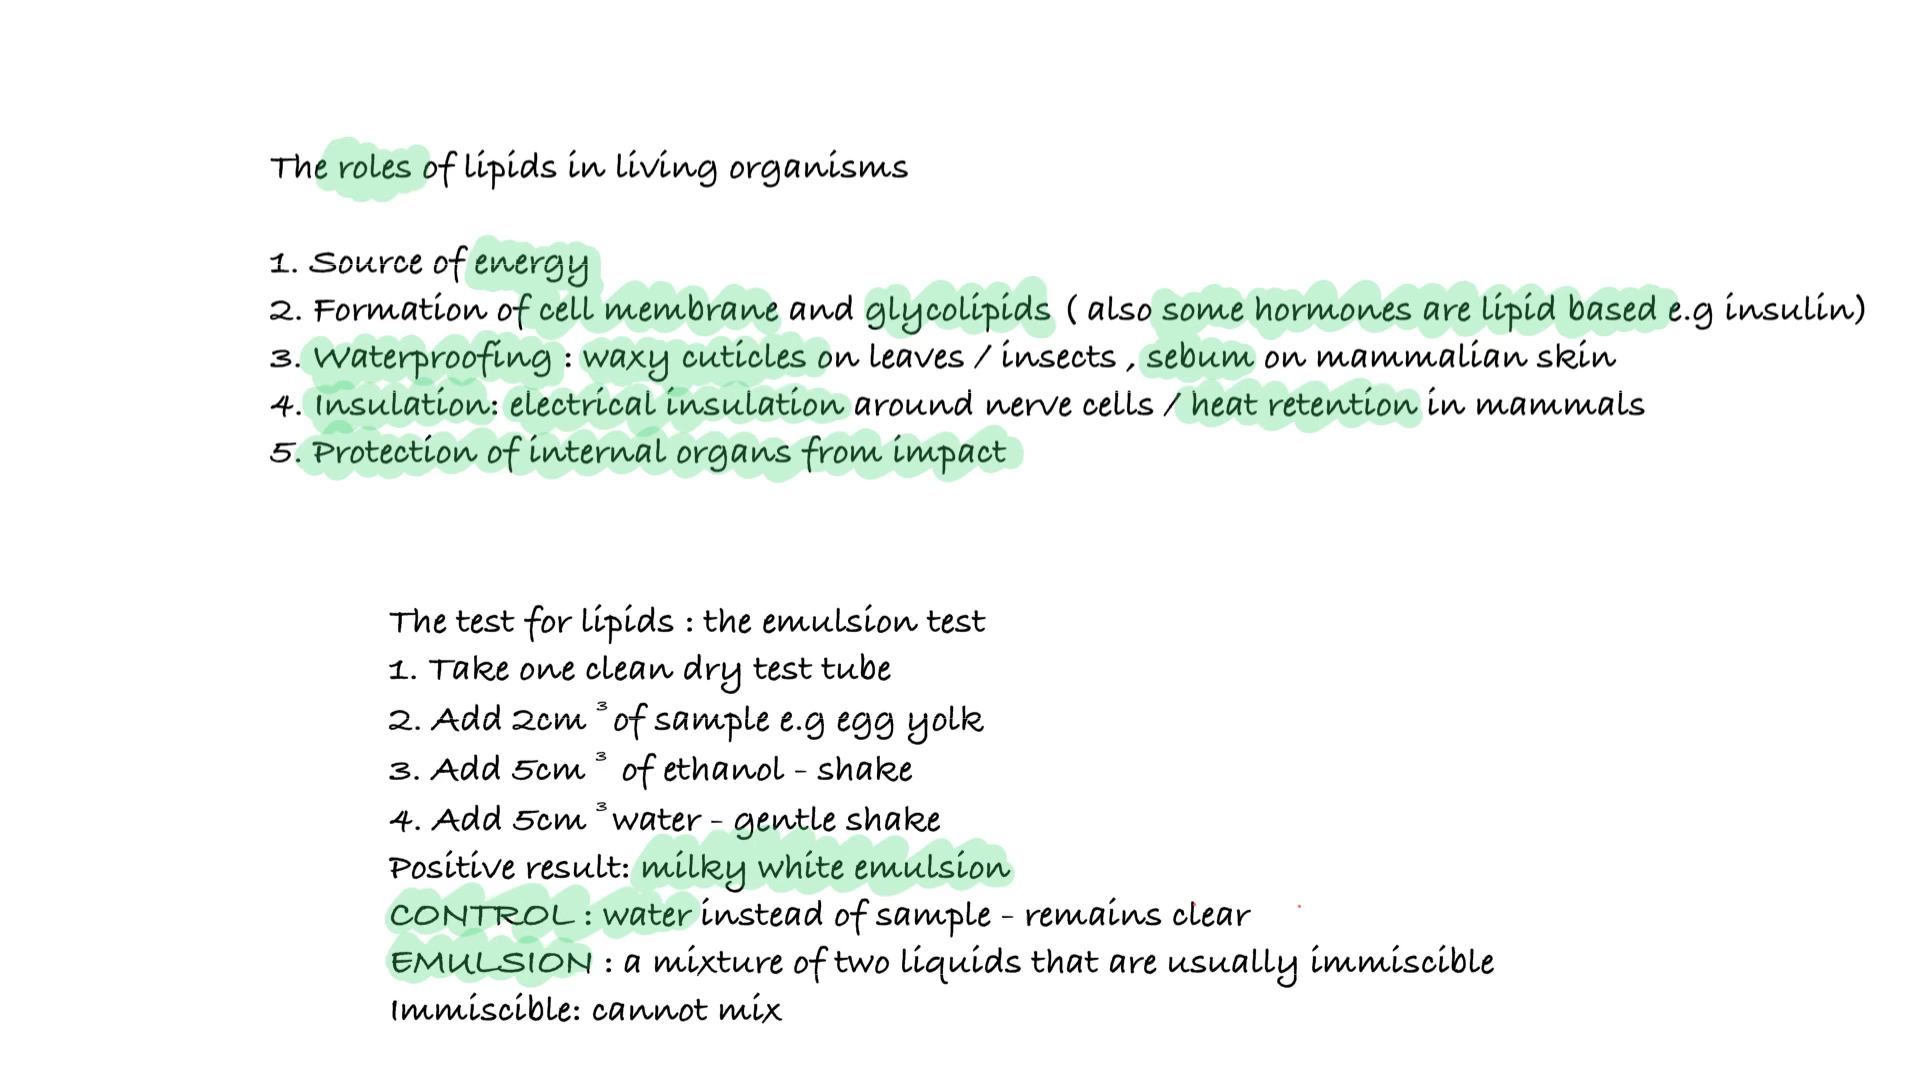 The roles of lipids in living organisms
1. Source of energy
2. Formation of cell membrane and glycolipids ( also some hormones are lipid based e.g insulin)
3. Waterproofing : waxy cuticles on leaves / insects , sebum on mammalian skin
4. Insulation: electrical insulation around nerve cells / heat retention in mammals
5. Protection of internal organs from impact
The test for lipids : the emulsion test
1. Take one clean dry test tube
2. Add 2cm ³ of sample e.g egg yolk
3. Add 5cm ³ of ethanol - shake
4. Add 5cm ³ water - gentle shake
Positive result: milky white emulsion
CONTROL : water instead of sample - remains clear
EMULSION : a mixture of two liquids that are usually immiscible
Immiscible: cannot mix